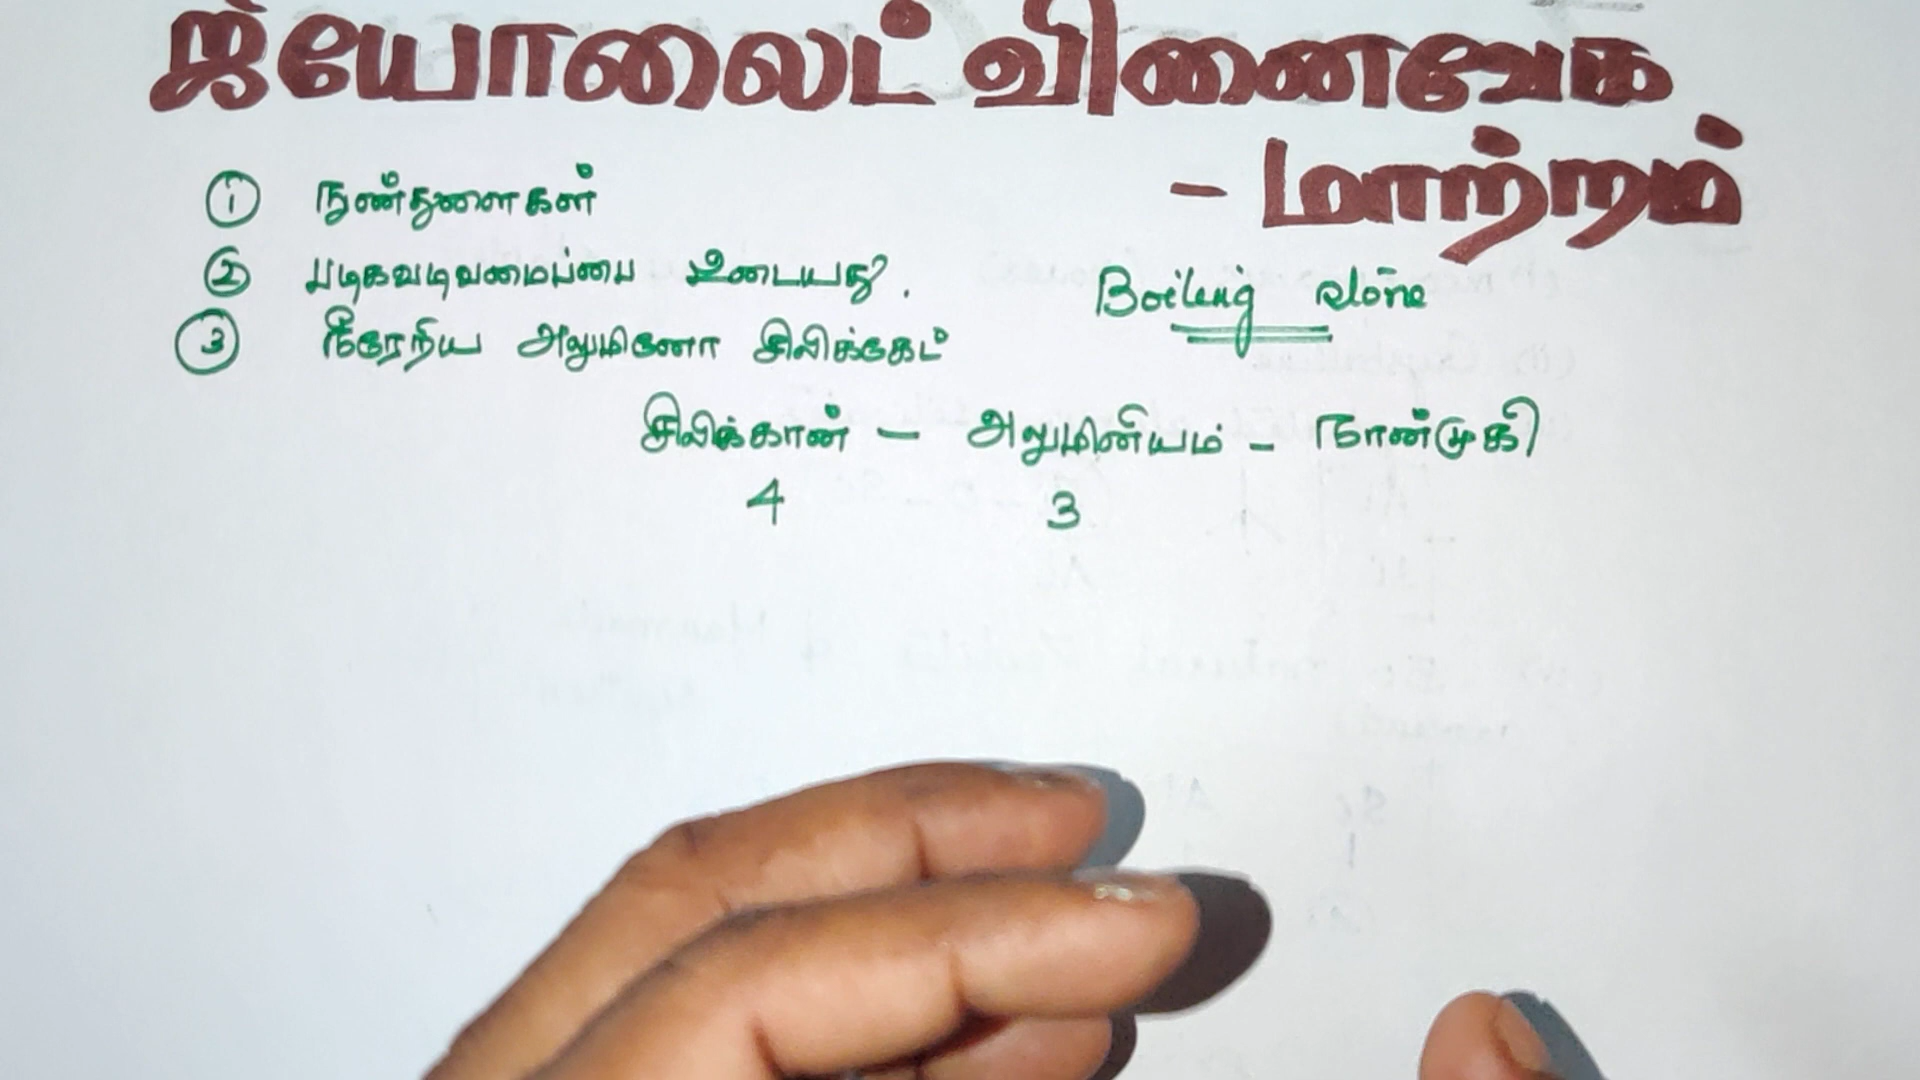 ஜியோலைட் வினைவேக
- மாற்றம்
① நுண்துளைகள்
② படிகவடிவமைப்பை உடையது.
Boiling stone
③ நீரேறிய அலுமினோ சிலிக்கேட்
சிலிக்கான் - அலுமினியம் - நான்முகி
4 3